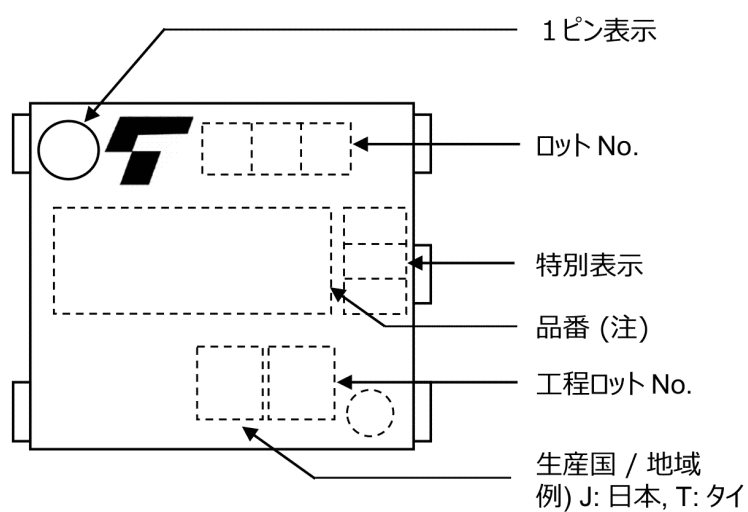 1ピン表示
ロット No.
特別表示
品番 (注)
工程ロット No.
生産国 / 地域
例) J: 日本, T: タイ